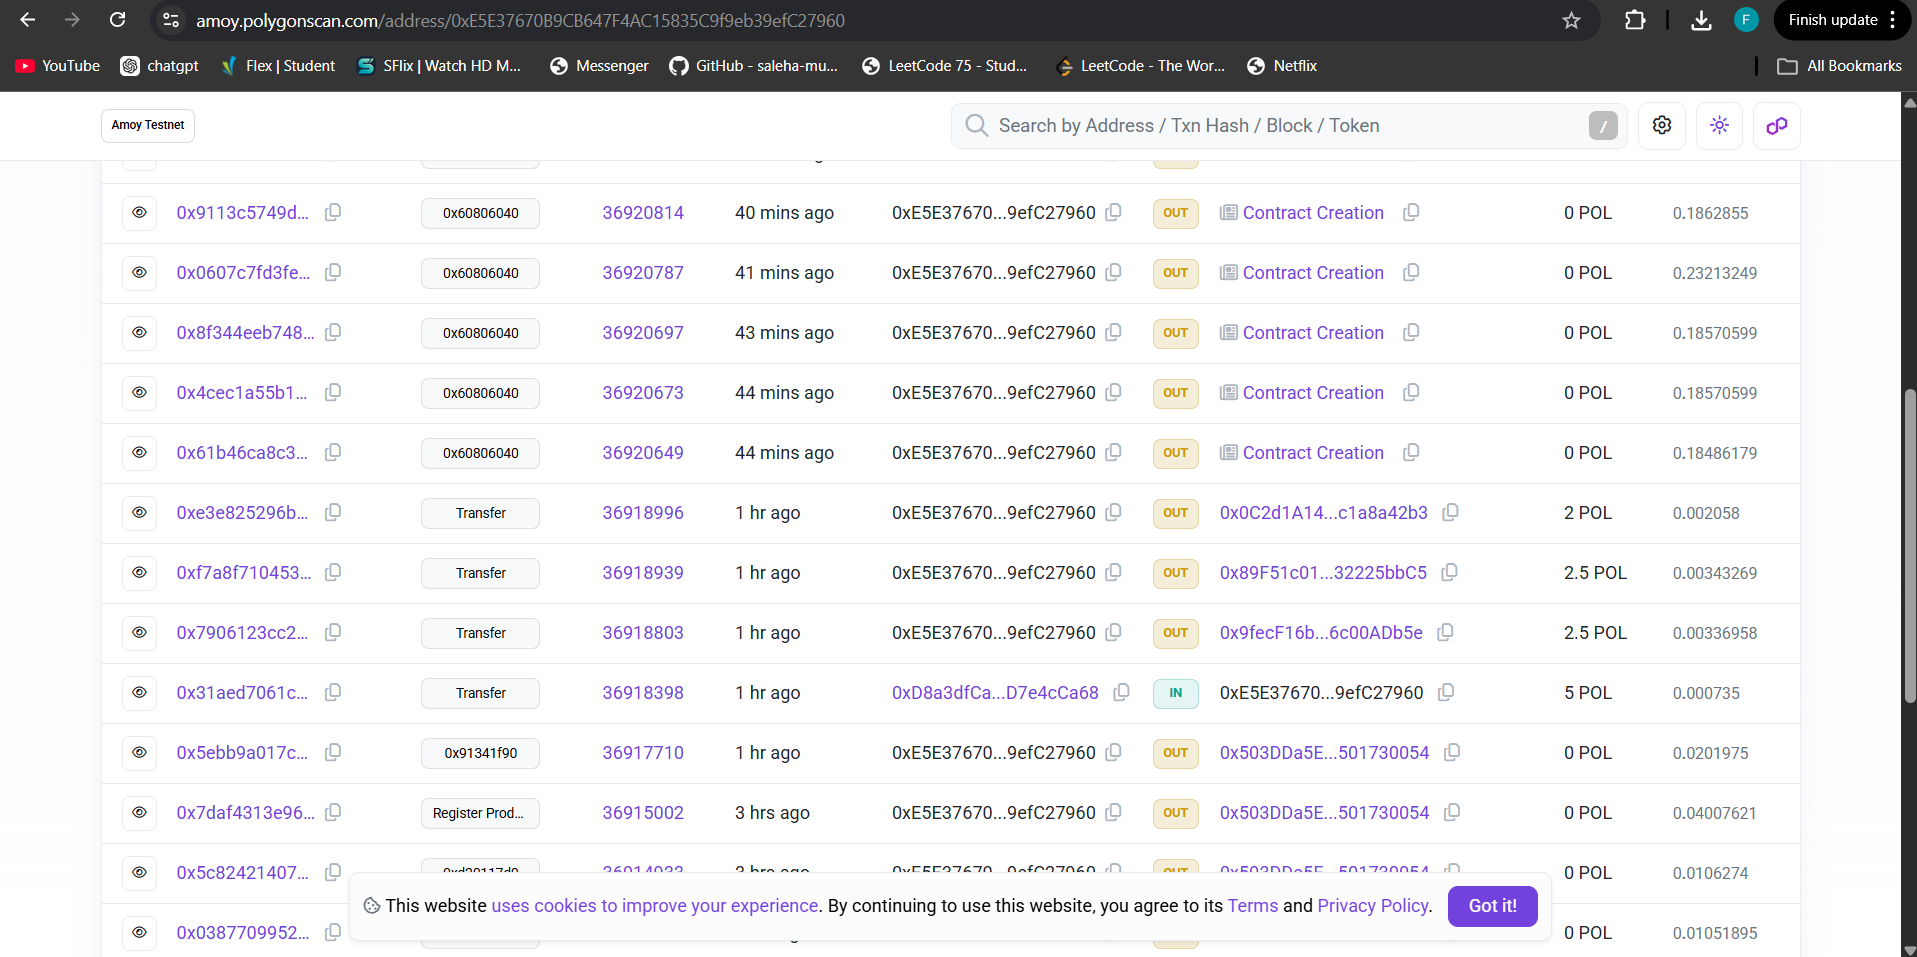 amoy.polygonscan.com/address/0xE5E37670B9CB647F4AC15835C9f9eb39efC27960
F
Finish update
YouTube chatgpt Flex | Student SFlix | Watch HD M... Messenger GitHub - saleha-mu... LeetCode 75 - Stud... LeetCode - The Wor... Netflix All Bookmarks
Amoy Testnet
Search by Address / Txn Hash / Block / Token /
0x9113c5749d... 0x60806040 36920814 40 mins ago 0xE5E37670...9efC27960 OUT Contract Creation 0 POL 0.1862855
0x0607c7fd3fe... 0x60806040 36920787 41 mins ago 0xE5E37670...9efC27960 OUT Contract Creation 0 POL 0.23213249
0x8f344eeb748... 0x60806040 36920697 43 mins ago 0xE5E37670...9efC27960 OUT Contract Creation 0 POL 0.18570599
0x4cec1a55b1... 0x60806040 36920673 44 mins ago 0xE5E37670...9efC27960 OUT Contract Creation 0 POL 0.18570599
0x61b46ca8c3... 0x60806040 36920649 44 mins ago 0xE5E37670...9efC27960 OUT Contract Creation 0 POL 0.18486179
0xe3e825296b... Transfer 36918996 1 hr ago 0xE5E37670...9efC27960 OUT 0x0C2d1A14...c1a8a42b3 2 POL 0.002058
0xf7a8f710453... Transfer 36918939 1 hr ago 0xE5E37670...9efC27960 OUT 0x89F51c01...32225bbC5 2.5 POL 0.00343269
0x7906123cc2... Transfer 36918803 1 hr ago 0xE5E37670...9efC27960 OUT 0x9fecF16b...6c00ADb5e 2.5 POL 0.00336958
0x31aed7061c... Transfer 36918398 1 hr ago 0xD8a3dfCa...D7e4cCa68 IN 0xE5E37670...9efC27960 5 POL 0.000735
0x5ebb9a017c... 0x91341f90 36917710 1 hr ago 0xE5E37670...9efC27960 OUT 0x503DDa5E...501730054 0 POL 0.0201975
0x7daf4313e96... Register Prod... 36915002 3 hrs ago 0xE5E37670...9efC27960 OUT 0x503DDa5E...501730054 0 POL 0.04007621
0x5c82421407... 3 hrs ago 0xE5E37670...9efC27960 OUT 0x503DDa5E...501730054 0 POL 0.0106274
This website uses cookies to improve your experience. By continuing to use this website, you agree to its Terms and Privacy Policy. Got it!
0x0387709952... 0 POL 0.01051895